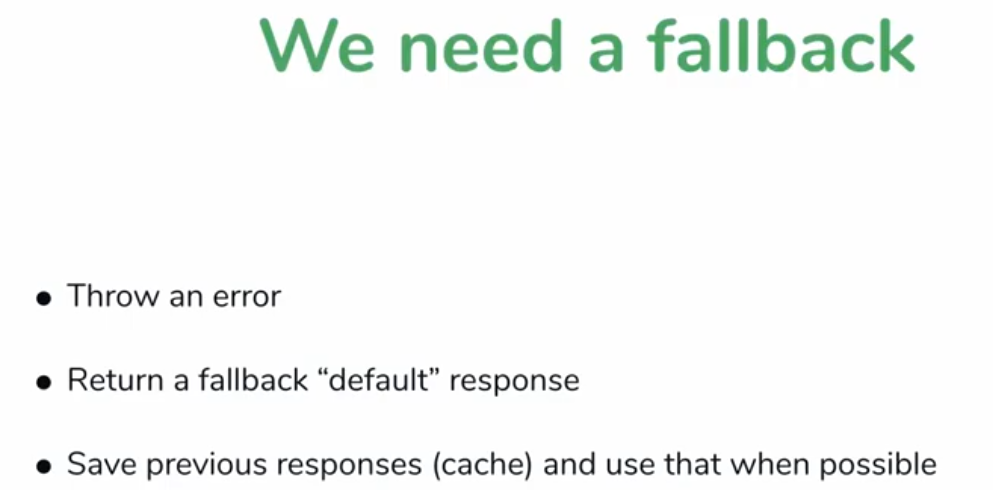 We need a fallback
● Throw an error
● Return a fallback “default” response
● Save previous responses (cache) and use that when possible